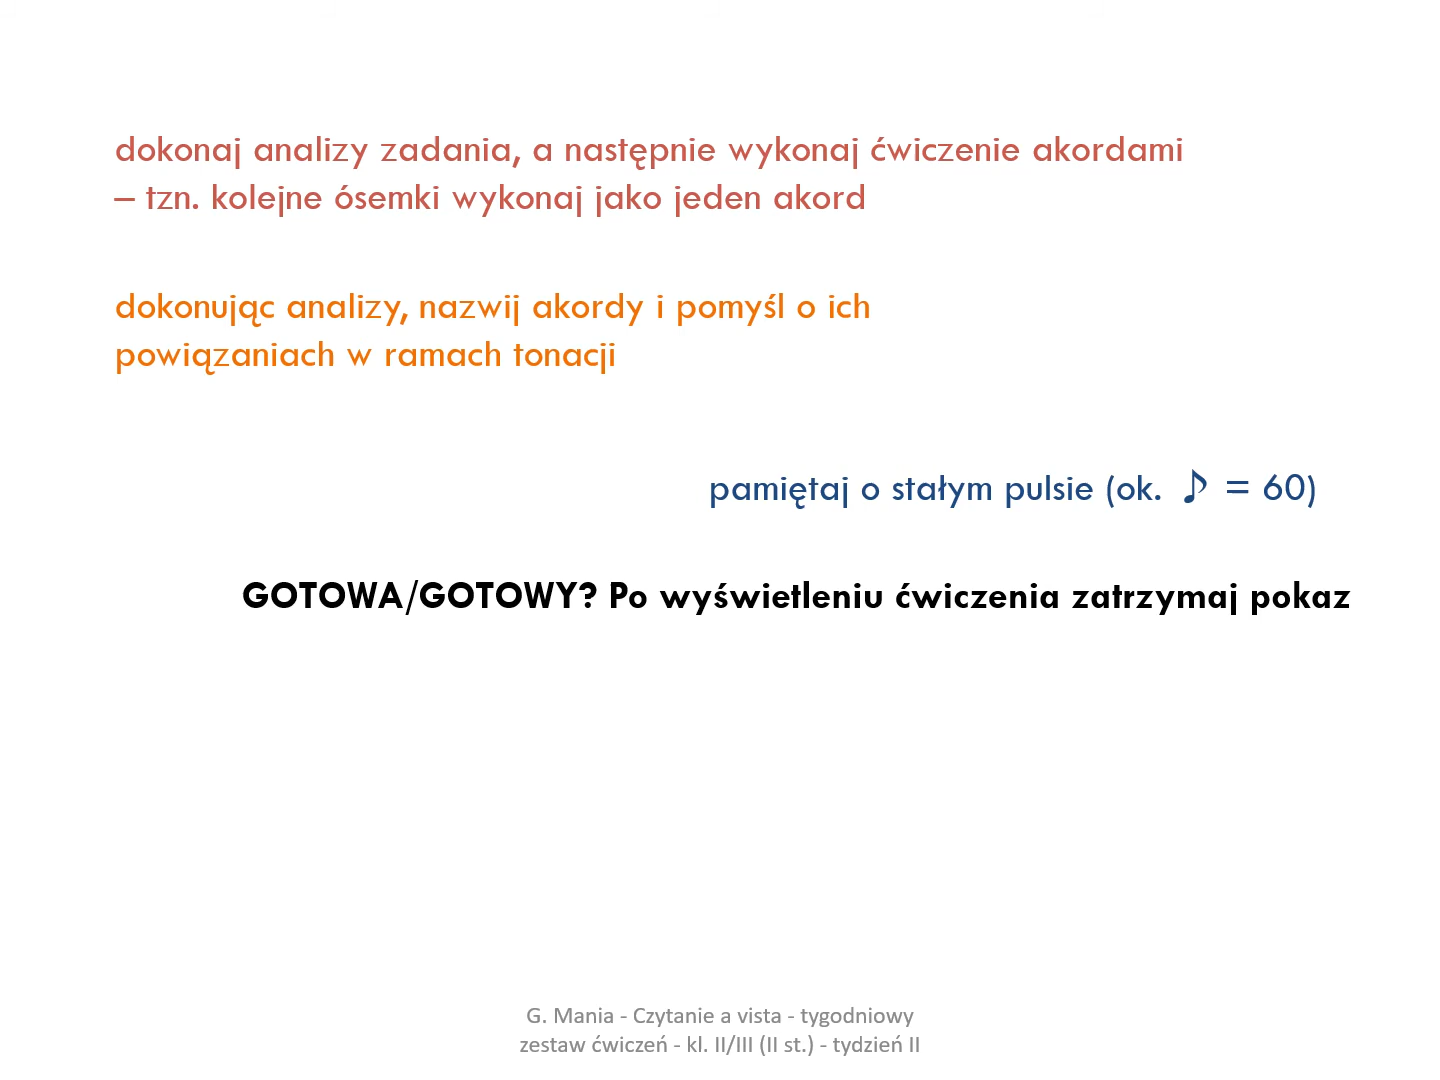 dokonaj analizy zadania, a następnie wykonaj ćwiczenie akordami
– tzn. kolejne ósemki wykonaj jako jeden akord
dokonując analizy, nazwij akordy i pomyśl o ich
powiązaniach w ramach tonacji
pamiętaj o stałym pulsie (ok. ♪ = 60)
GOTOWA/GOTOWY? Po wyświetleniu ćwiczenia zatrzymaj pokaz
G. Mania - Czytanie a vista - tygodniowy
zestaw ćwiczeń - kl. II/III (II st.) - tydzień II